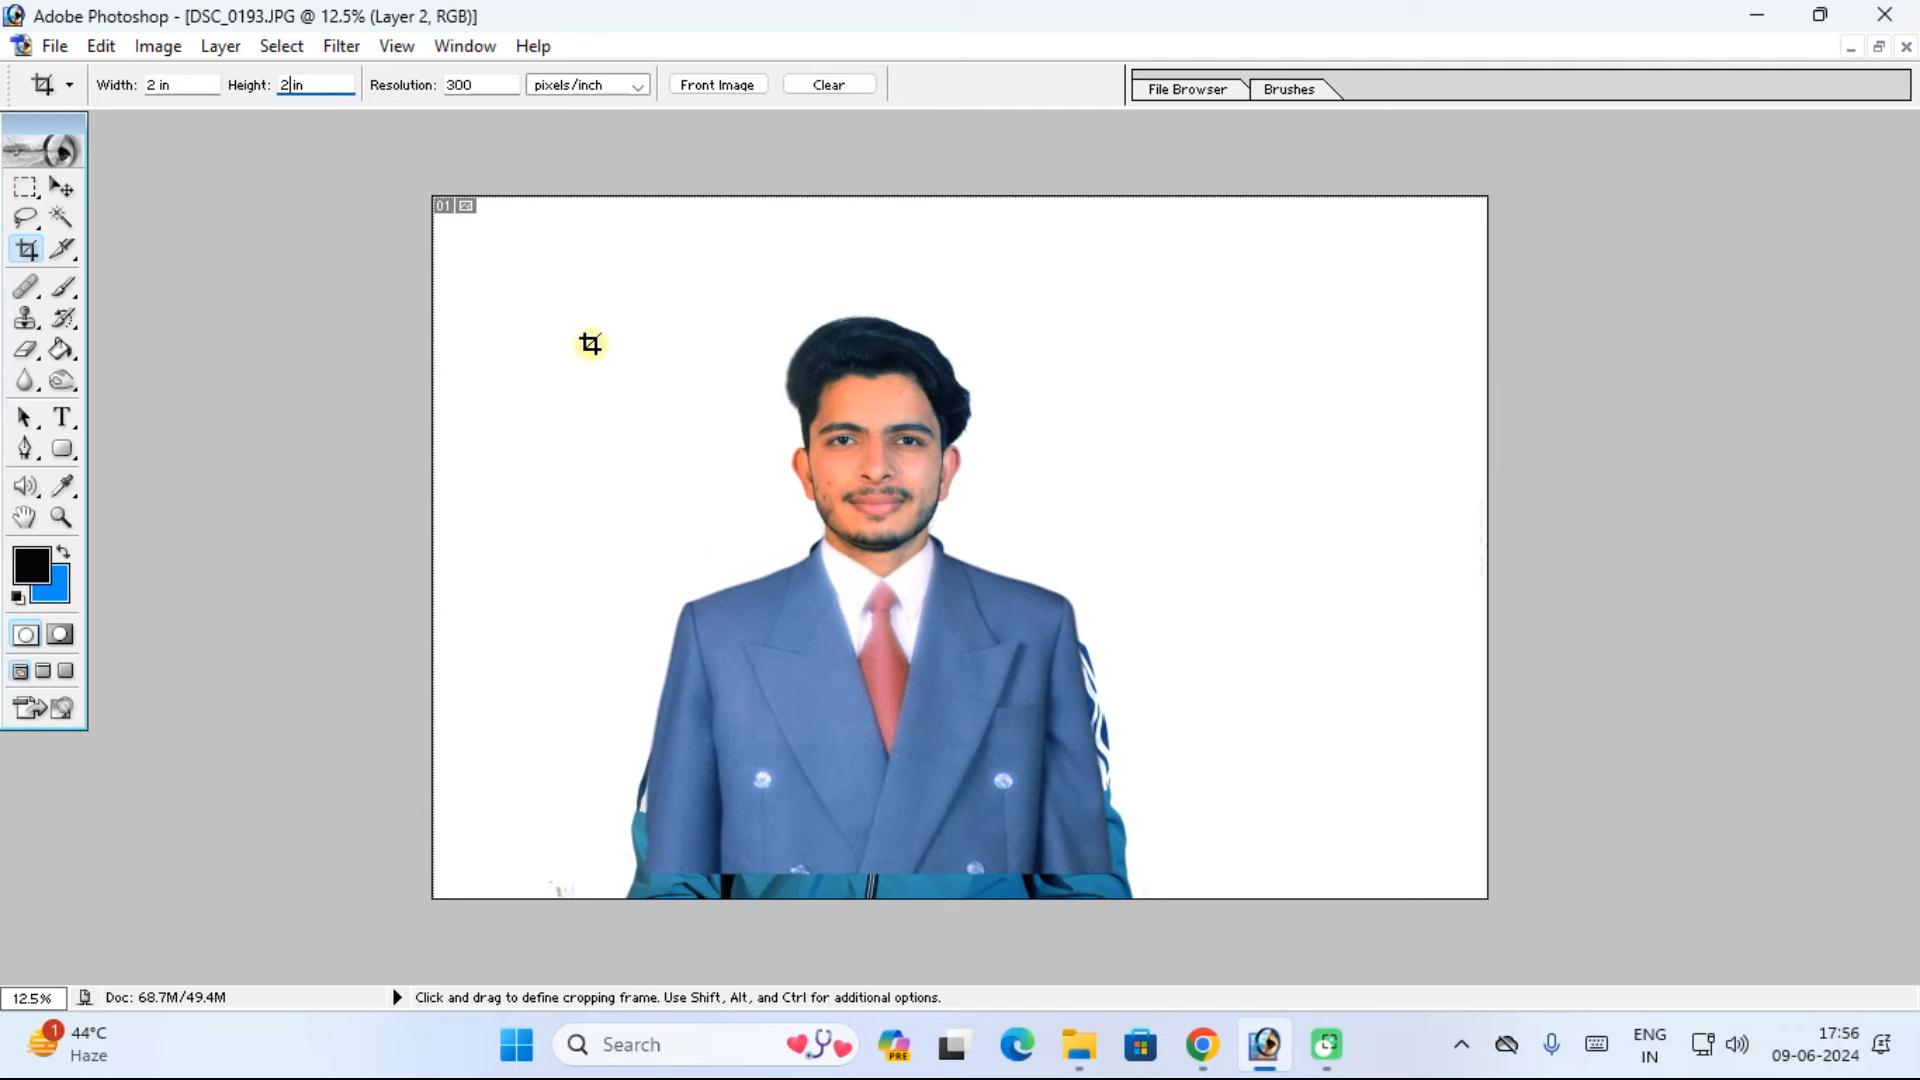 Adobe Photoshop - [DSC_0193.JPG @ 12.5% (Layer 2, RGB)]
File Edit Image Layer Select Filter View Window Help
Width: 2 in Height: 2 in Resolution: 300 pixels/inch Front Image Clear File Browser Brushes
01
T
12.5% Doc: 68.7M/49.4M Click and drag to define cropping frame. Use Shift, Alt, and Ctrl for additional options.
1 44°C Haze Search PRE ENG IN 17:56 09-06-2024